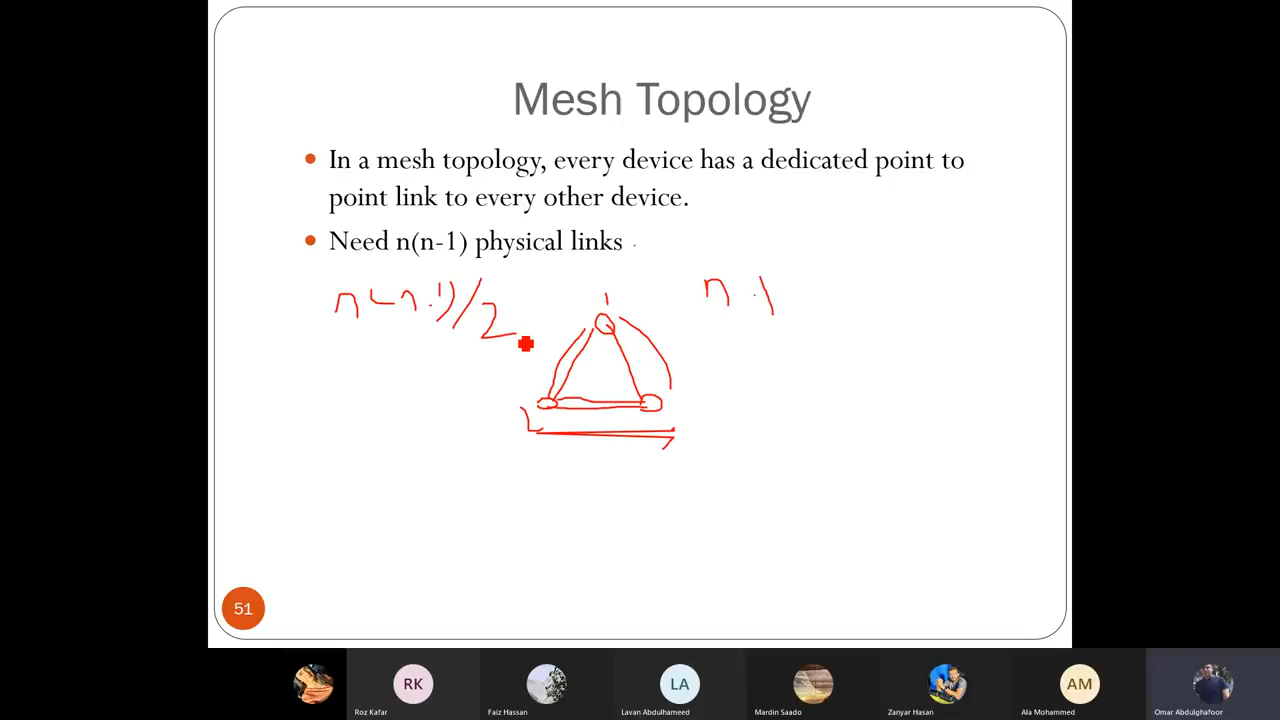 Mesh Topology
• In a mesh topology, every device has a dedicated point to
point link to every other device.
• Need n(n-1) physical links
n(n-1)/2
1
n-1
2
51
RK
LA
AM
Roz Kafar
Faiz Hassan
Lavan Abdulhameed
Mardin Saado
Zanyar Hasan
Ala Mohammed
Omar Abdulghafoor